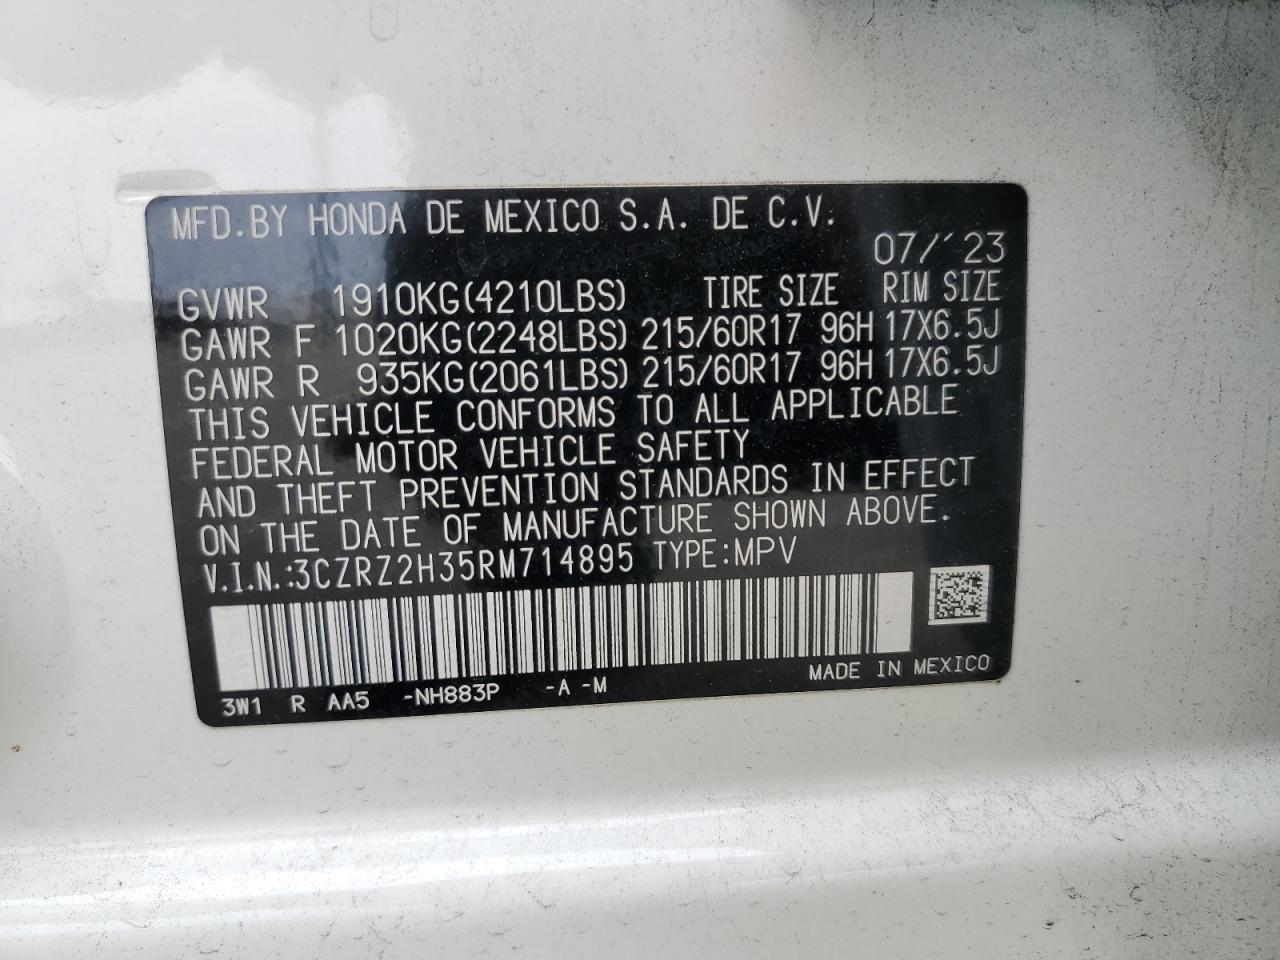 MFD.BY HONDA DE MEXICO S.A. DE C.V.
07/´23
GVWR 1910KG(4210LBS) TIRE SIZE RIM SIZE
GAWR F 1020KG(2248LBS) 215/60R17 96H 17X6.5J
GAWR R 935KG(2061LBS) 215/60R17 96H 17X6.5J
THIS VEHICLE CONFORMS TO ALL APPLICABLE
FEDERAL MOTOR VEHICLE SAFETY
AND THEFT PREVENTION STANDARDS IN EFFECT
ON THE DATE OF MANUFACTURE SHOWN ABOVE.
V.I.N.:3CZRZ2H35RM714895 TYPE:MPV
MADE IN MEXICO
3W1 R AA5 -NH883P -A -M